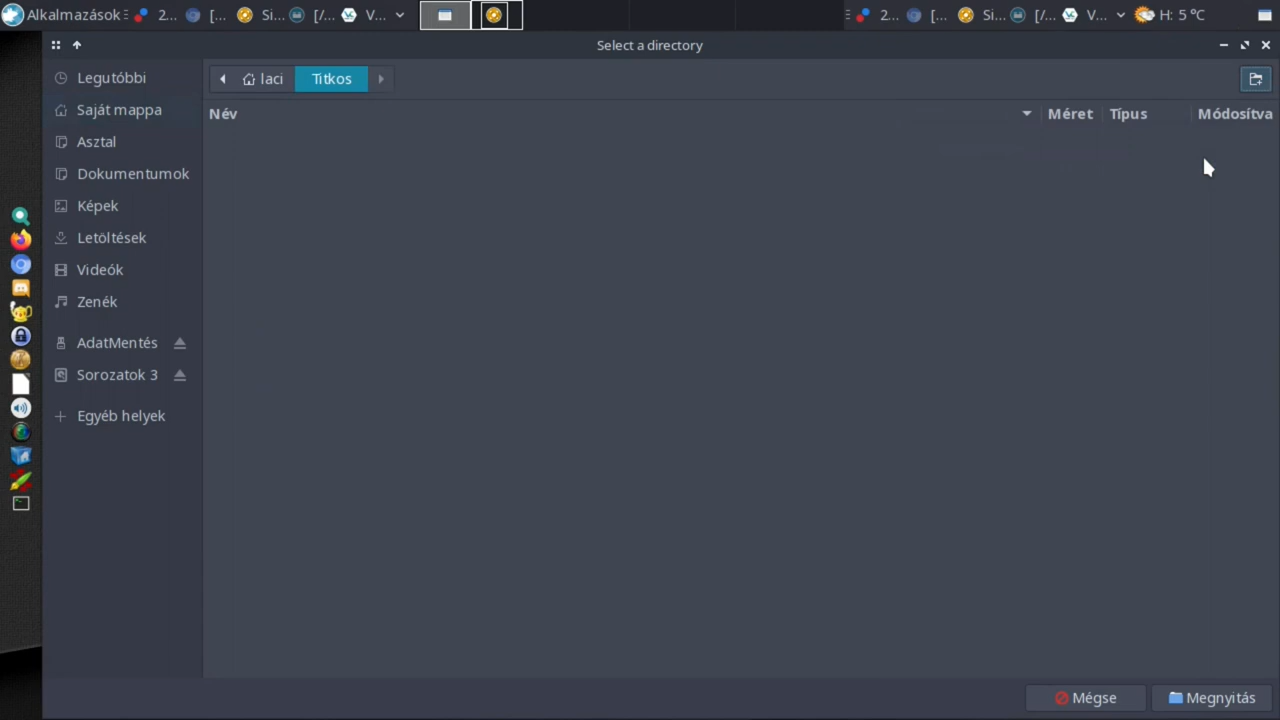 Alkalmazások 2... [... Si... [/... V... 2... [... Si... [/... V... H: 5 °C
Select a directory
Legutóbbi
Saját mappa
Asztal
Dokumentumok
Képek
Letöltések
Videók
Zenék
AdatMentés
Sorozatok 3
Egyéb helyek
laci Titkos
Név Méret Típus Módosítva
Mégse Megnyitás